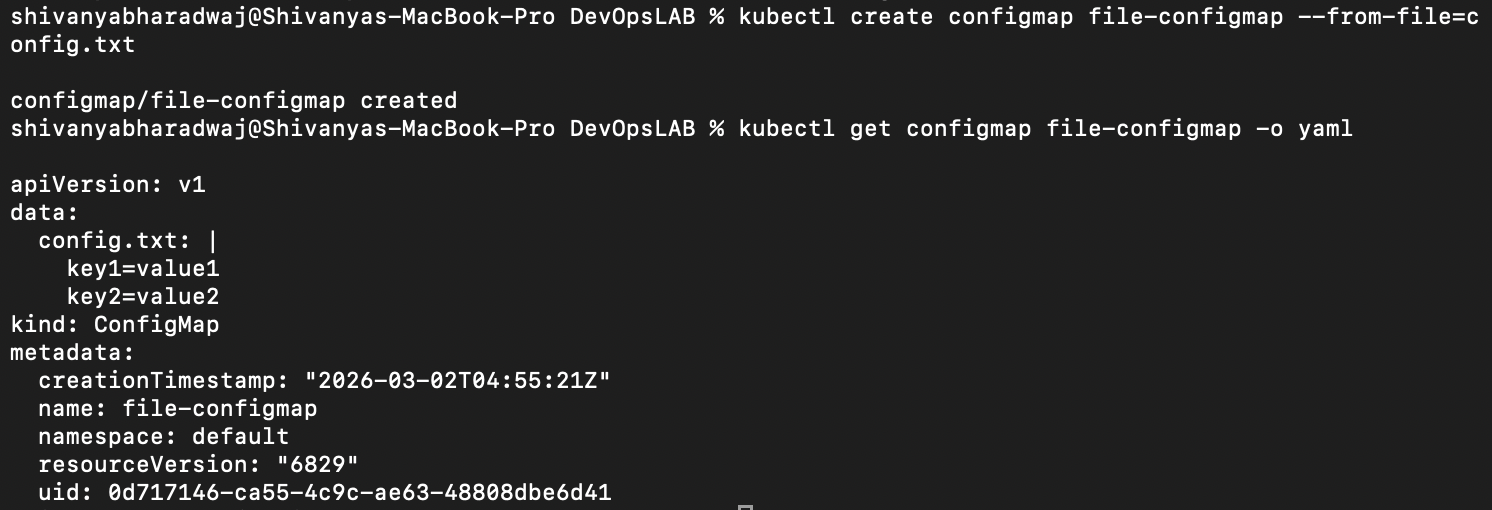 shivanyabharadwaj@Shivanyas-MacBook-Pro DevOpsLAB % kubectl create configmap file-configmap --from-file=c
onfig.txt
configmap/file-configmap created
shivanyabharadwaj@Shivanyas-MacBook-Pro DevOpsLAB % kubectl get configmap file-configmap -o yaml
apiVersion: v1
data:
  config.txt: |
    key1=value1
    key2=value2
kind: ConfigMap
metadata:
  creationTimestamp: "2026-03-02T04:55:21Z"
  name: file-configmap
  namespace: default
  resourceVersion: "6829"
  uid: 0d717146-ca55-4c9c-ae63-48808dbe6d41